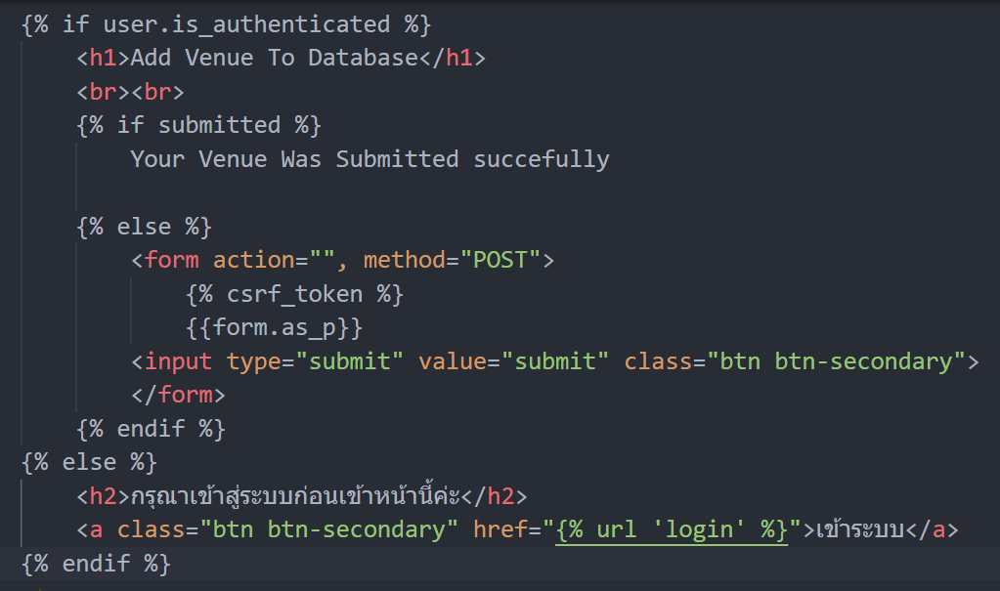 {% if user.is_authenticated %}
<h1>Add Venue To Database</h1>
<br><br>
{% if submitted %}
Your Venue Was Submitted succefully
{% else %}
<form action="", method="POST">
{% csrf_token %}
{{form.as_p}}
<input type="submit" value="submit" class="btn btn-secondary">
</form>
{% endif %}
{% else %}
<h2>กรุณาเข้าสู่ระบบก่อนเข้าหน้านี้ค่ะ</h2>
<a class="btn btn-secondary" href="{% url 'login' %}">เข้าระบบ</a>
{% endif %}